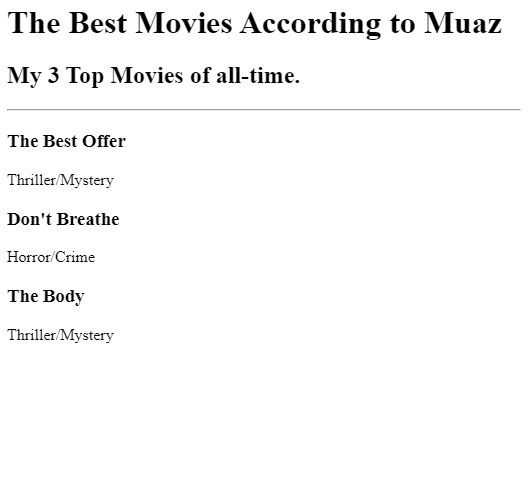 The Best Movies According to Muaz
My 3 Top Movies of all-time.
The Best Offer
Thriller/Mystery
Don't Breathe
Horror/Crime
The Body
Thriller/Mystery